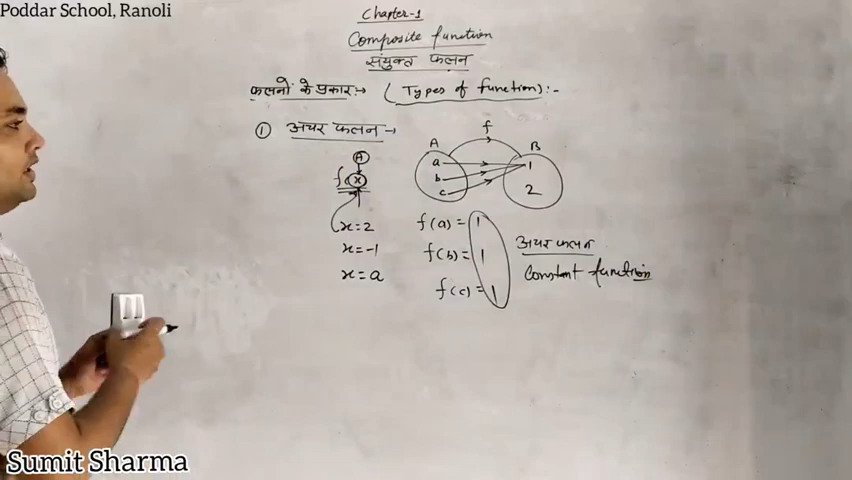 Poddar School, Ranoli
Chapter-1
Composite function
संयुक्त फलन
फलनों के प्रकार :→ (Types of function) :-
① अचर फलन →
f
A B
A
a 1
f(x)
b
c 2
x=2 f(a) = 1
अचर फलन
x=-1 f(b) = 1
Constant function
x=a
f(c) = 1
Sumit Sharma